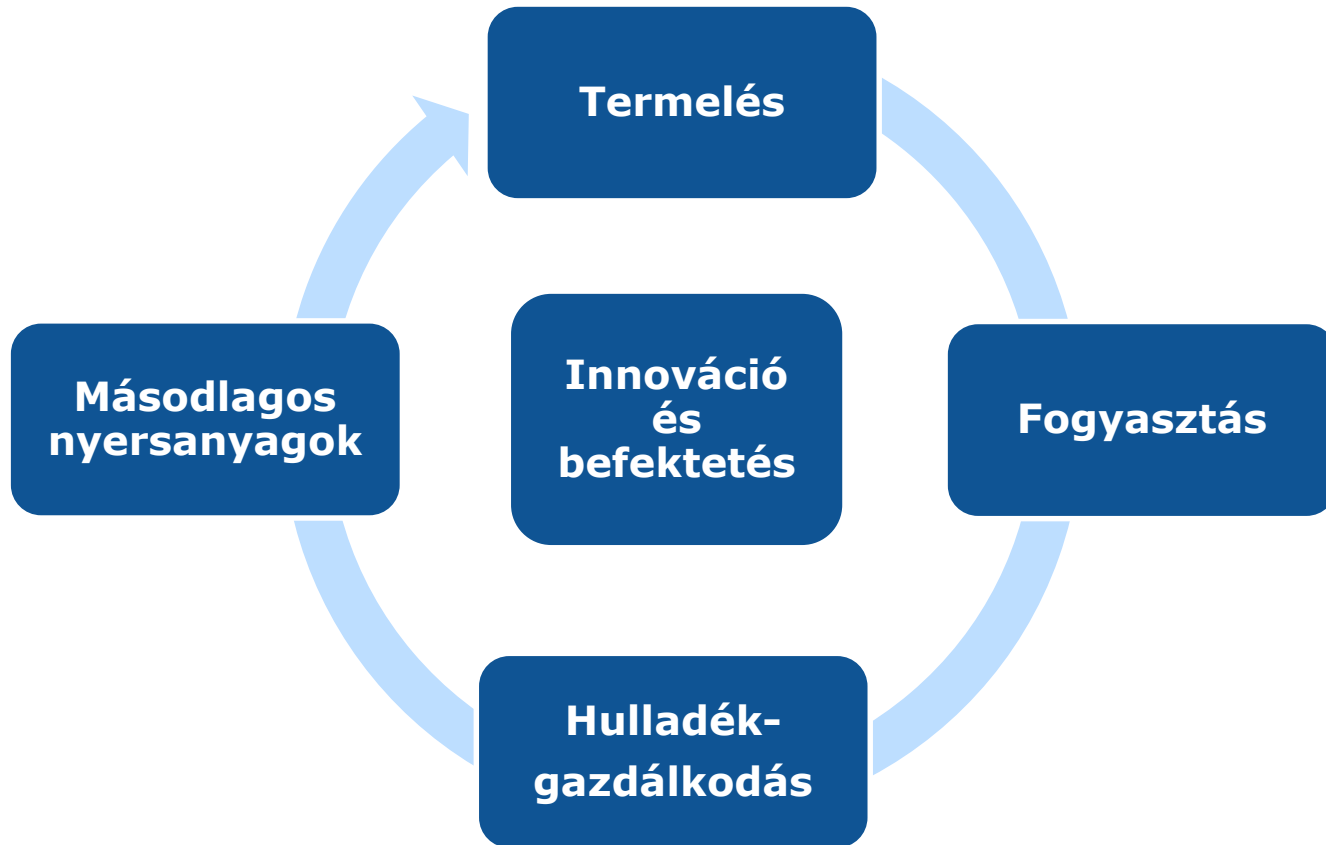 Termelés
Másodlagos
nyersanyagok
Innováció
és
befektetés
Fogyasztás
Hulladék-
gazdálkodás